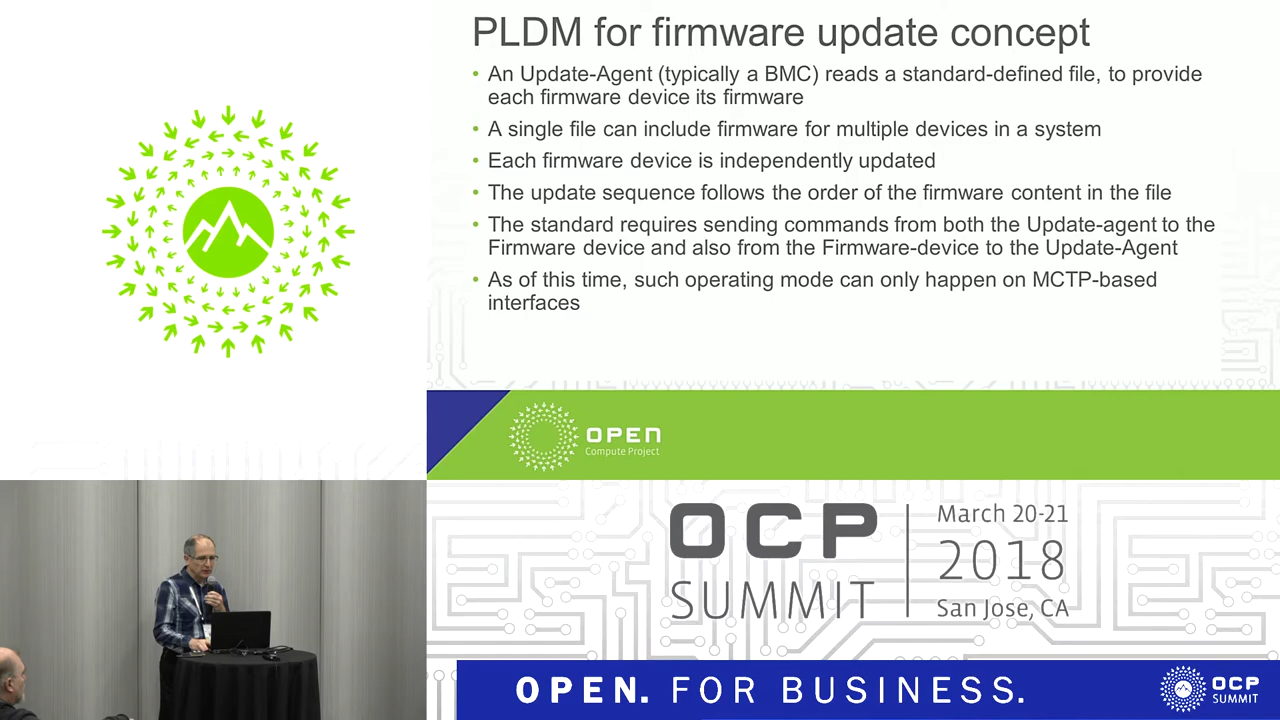 PLDM for firmware update concept
• An Update-Agent (typically a BMC) reads a standard-defined file, to provide
each firmware device its firmware
• A single file can include firmware for multiple devices in a system
• Each firmware device is independently updated
• The update sequence follows the order of the firmware content in the file
• The standard requires sending commands from both the Update-agent to the
Firmware device and also from the Firmware-device to the Update-Agent
• As of this time, such operating mode can only happen on MCTP-based
interfaces
OPEN
Compute Project
OCP
SUMMIT
March 20-21
2018
San Jose, CA
OPEN. FOR BUSINESS.
OCP
SUMMIT